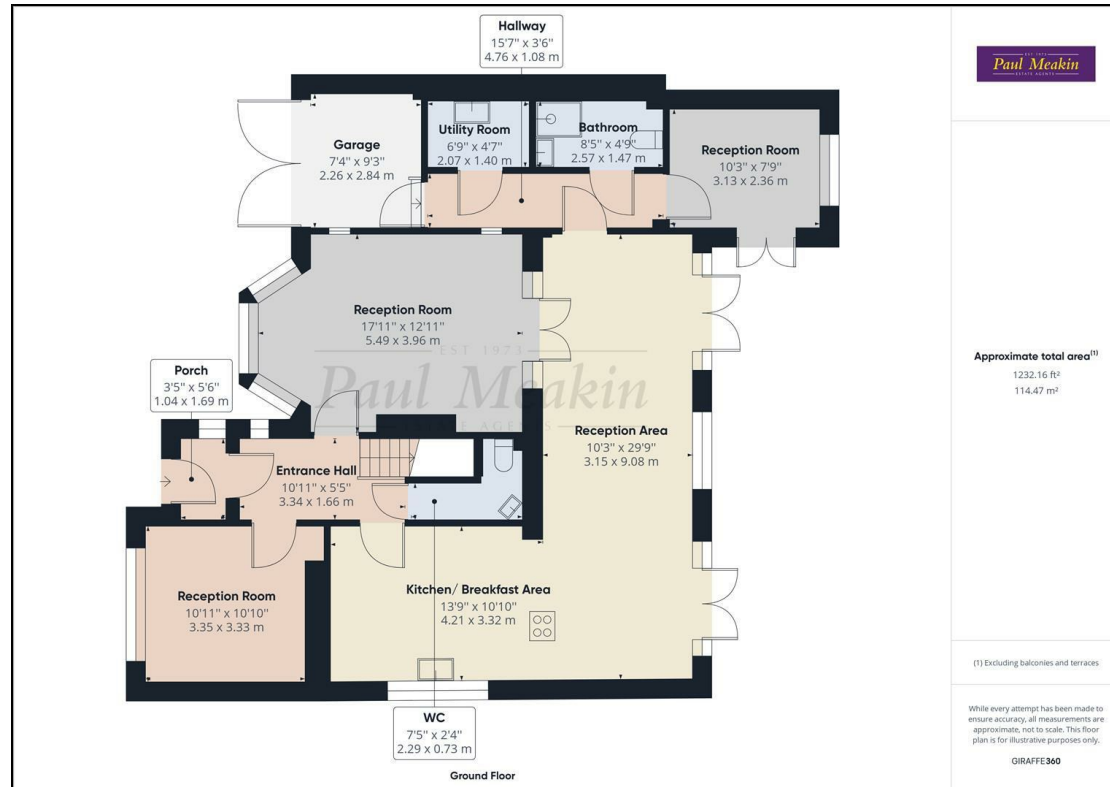 Hallway
15'7" x 3'6"
4.76 x 1.08 m
EST 1973
Paul Meakin
ESTATE AGENTS
Garage
7'4" x 9'3"
2.26 x 2.84 m
Utility Room
6'9" x 4'7"
2.07 x 1.40 m
Bathroom
8'5" x 4'9"
2.57 x 1.47 m
Reception Room
10'3" x 7'9"
3.13 x 2.36 m
Reception Room
17'11" x 12'11"
5.49 x 3.96 m
EST 1973
Paul Meakin
ESTATE AGENTS
Porch
3'5" x 5'6"
1.04 x 1.69 m
Reception Area
10'3" x 29'9"
3.15 x 9.08 m
Entrance Hall
10'11" x 5'5"
3.34 x 1.66 m
Reception Room
10'11" x 10'10"
3.35 x 3.33 m
Kitchen/ Breakfast Area
13'9" x 10'10"
4.21 x 3.32 m
WC
7'5" x 2'4"
2.29 x 0.73 m
Ground Floor
Approximate total area(1)
1232.16 ft²
114.47 m²
(1) Excluding balconies and terraces
While every attempt has been made to
ensure accuracy, all measurements are
approximate, not to scale. This floor
plan is for illustrative purposes only.
GIRAFFE360